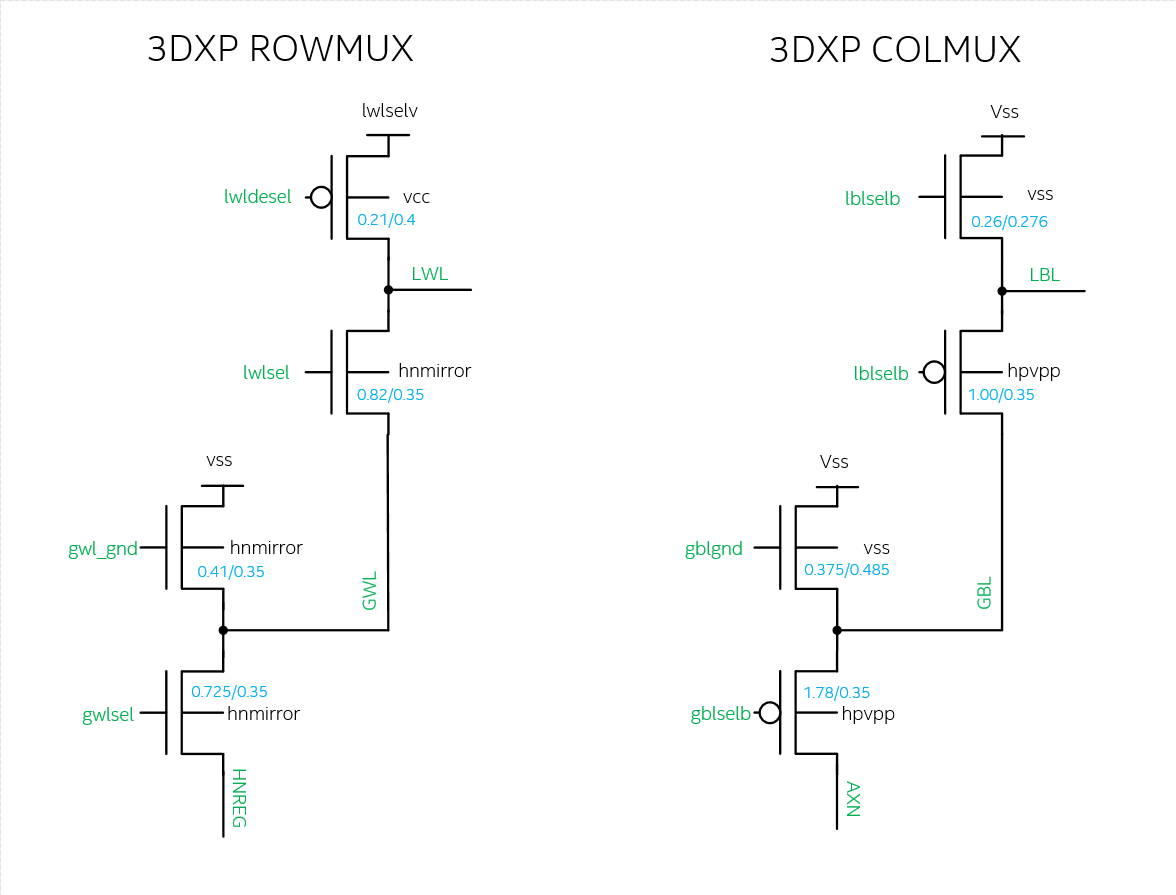 3DXP ROWMUX
lwlselv
lwldesel
vcc
0.21/0.4
LWL
lwlsel
hnmirror
0.82/0.35
vss
gwl_gnd
hnmirror
0.41/0.35
GWL
0.725/0.35
gwlsel
hnmirror
HNREG
3DXP COLMUX
Vss
lblselb
vss
0.26/0.276
LBL
lblselb
hpvpp
1.00/0.35
Vss
gblgnd
vss
0.375/0.485
GBL
1.78/0.35
gblselb
hpvpp
AXN